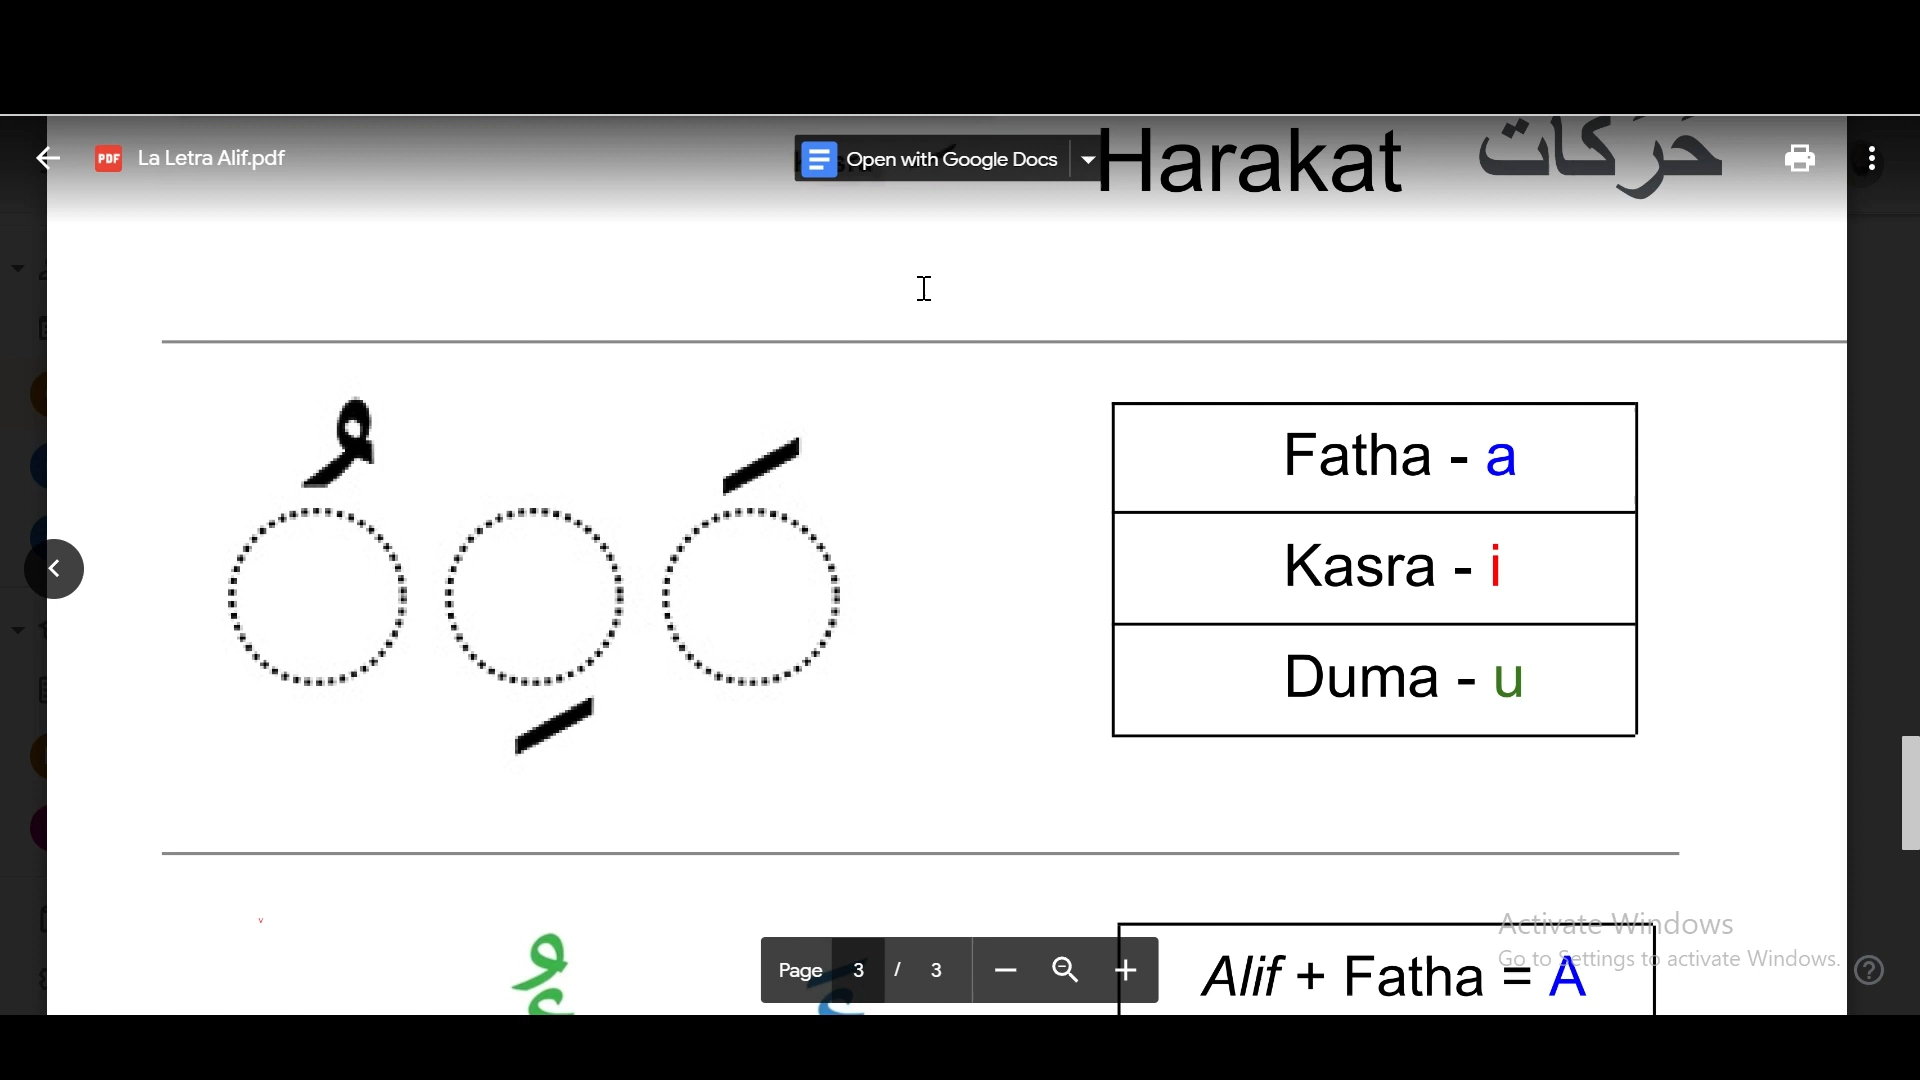 La Letra Alif.pdf
Open with Google Docs
Harakat حَرَكَات
Fatha - a
Kasra - i
Duma - u
Activate Windows
Go to Settings to activate Windows.
Page 3 / 3
Alif + Fatha = A